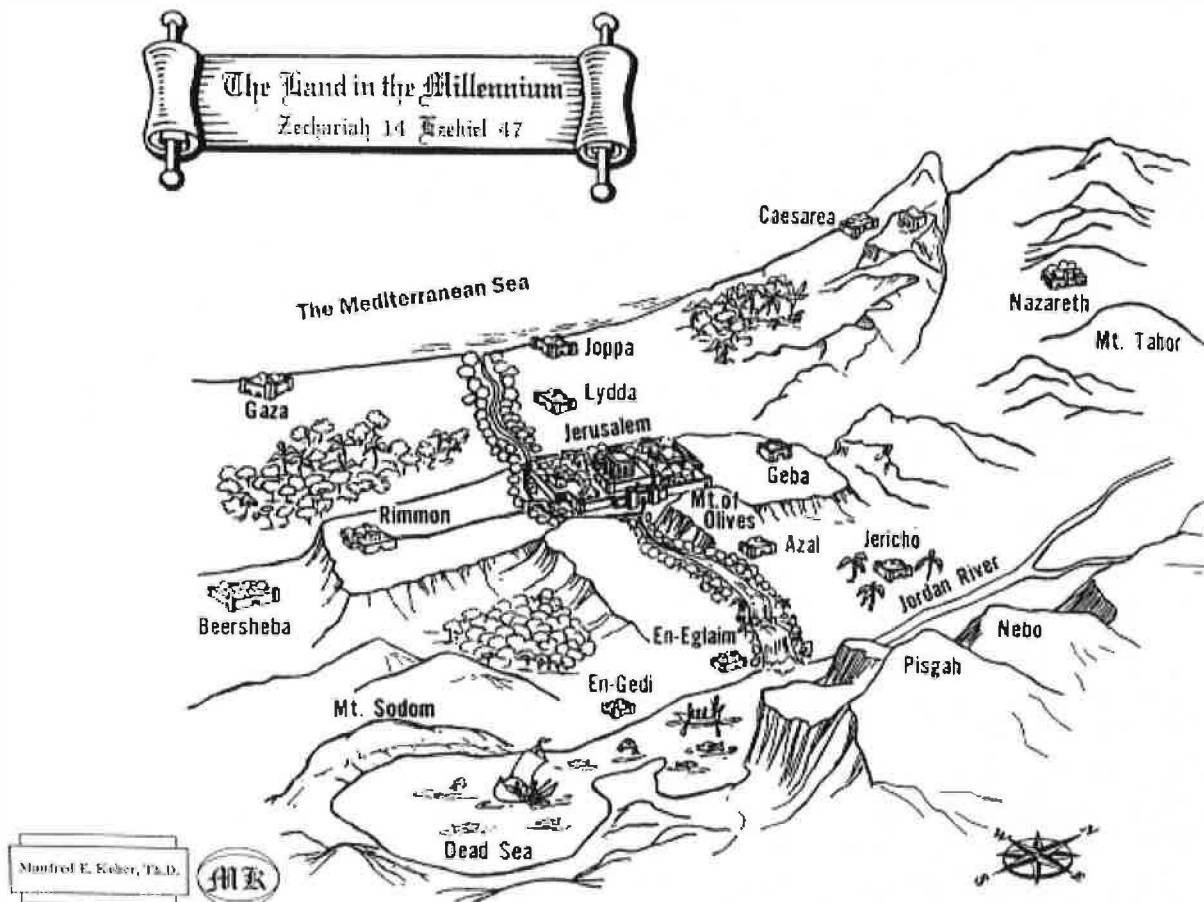 The Land in the Millennium
Zechariah 14 Ezekiel 47
Caesarea
The Mediterranean Sea
Nazareth
Mt. Tabor
Joppa
Gaza
Lydda
Jerusalem
Geba
Mt. of
Olives
Rimmon
Azal
Jericho
Jordan River
Beersheba
En-Eglaim
Nebo
Pisgah
En-Gedi
Mt. Sodom
Dead Sea
Manfred E. Kober, Th.D.
MK